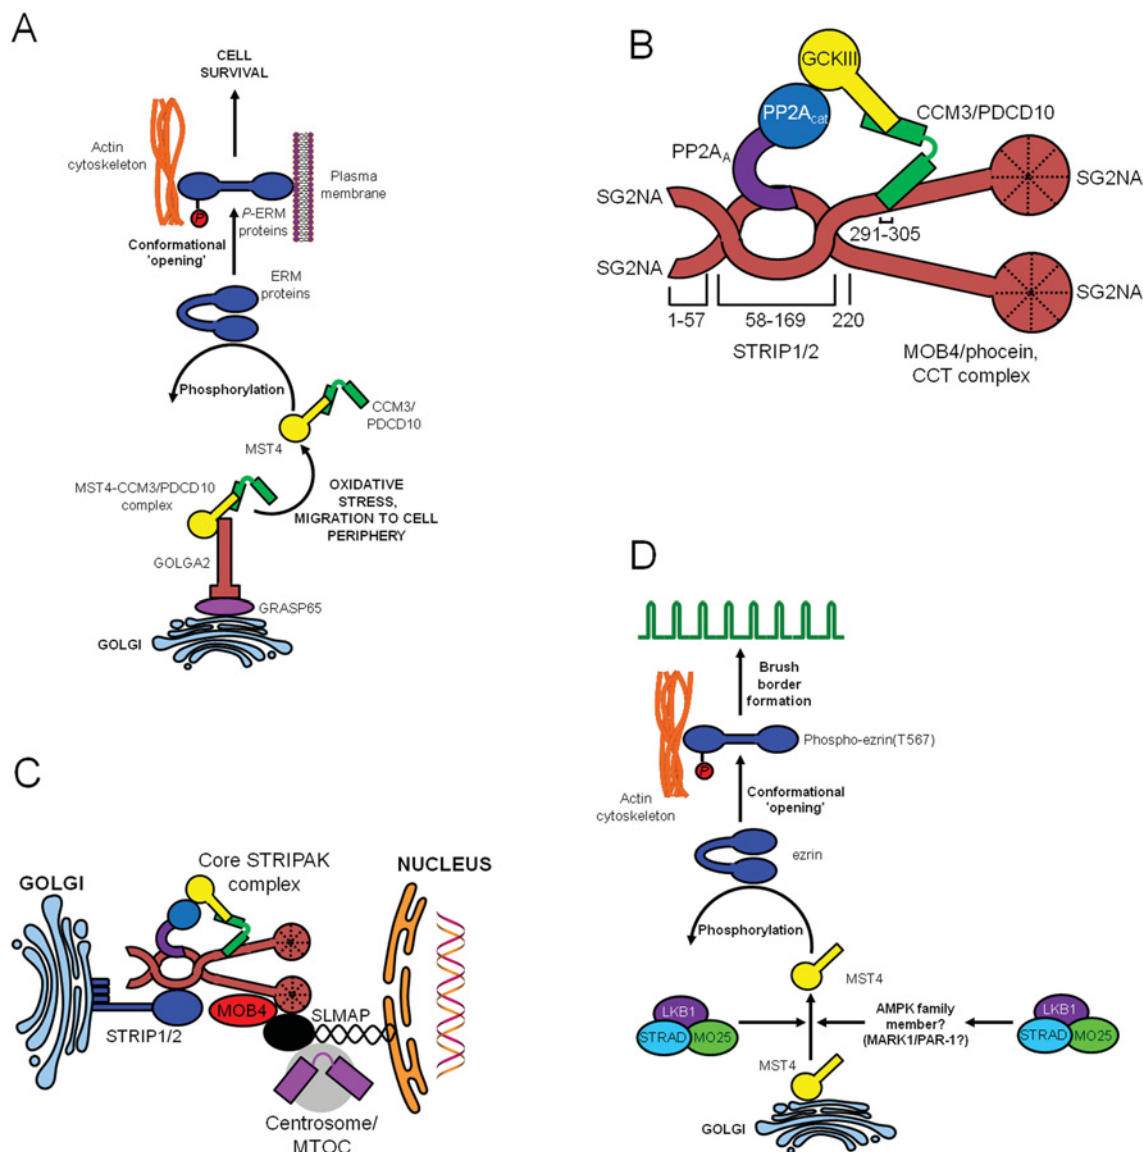 A
CELL
SURVIVAL
Actin
cytoskeleton
Plasma
membrane
P
P-ERM
proteins
Conformational
'opening'
ERM
proteins
Phosphorylation
CCM3/
PDCD10
MST4
MST4-CCM3/PDCD10
complex
OXIDATIVE
STRESS,
MIGRATION TO CELL
PERIPHERY
GOLGA2
GRASP65
GOLGI
B
GCKIII
PP2Acat
CCM3/PDCD10
PP2AA
SG2NA
SG2NA
291-305
SG2NA
SG2NA
1-57
58-169
220
STRIP1/2
MOB4/phocein,
CCT complex
C
Core STRIPAK
complex
GOLGI
NUCLEUS
MOB4
SLMAP
STRIP1/2
Centrosome/
MTOC
D
Brush
border
formation
Phospho-ezrin(T567)
P
Actin
cytoskeleton
Conformational
'opening'
ezrin
Phosphorylation
MST4
LKB1
STRAD
MO25
AMPK family
member?
(MARK1/PAR-1?)
LKB1
STRAD
MO25
MST4
GOLGI